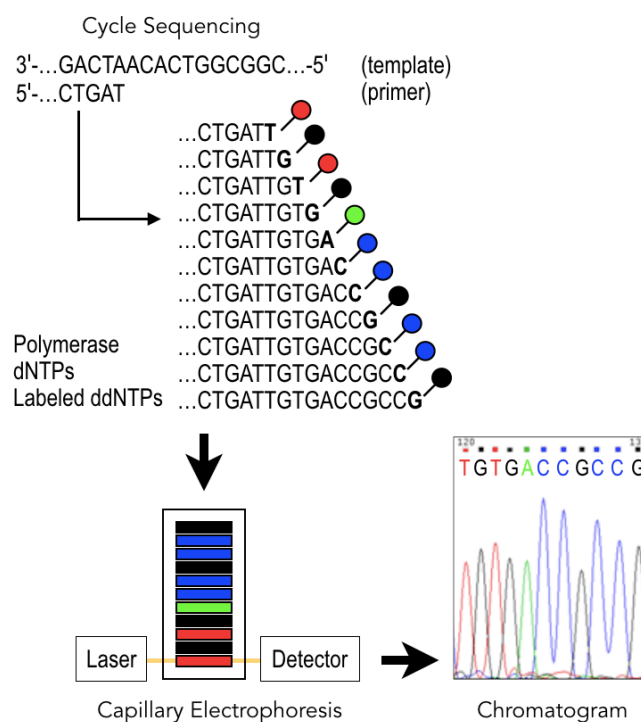 Cycle Sequencing
3'-...GACTAACACTGGCGGC...-5' (template)
5'-...CTGAT (primer)
...CTGATT
...CTGATTG
...CTGATTGT
...CTGATTGTG
...CTGATTGTGA
...CTGATTGTGAC
...CTGATTGTGACC
...CTGATTGTGACCG
...CTGATTGTGACCGC
...CTGATTGTGACCGCC
...CTGATTGTGACCGCCG
Polymerase
dNTPs
Labeled ddNTPs
120
TGTGACCGCCG
Laser
Detector
Capillary Electrophoresis
Chromatogram